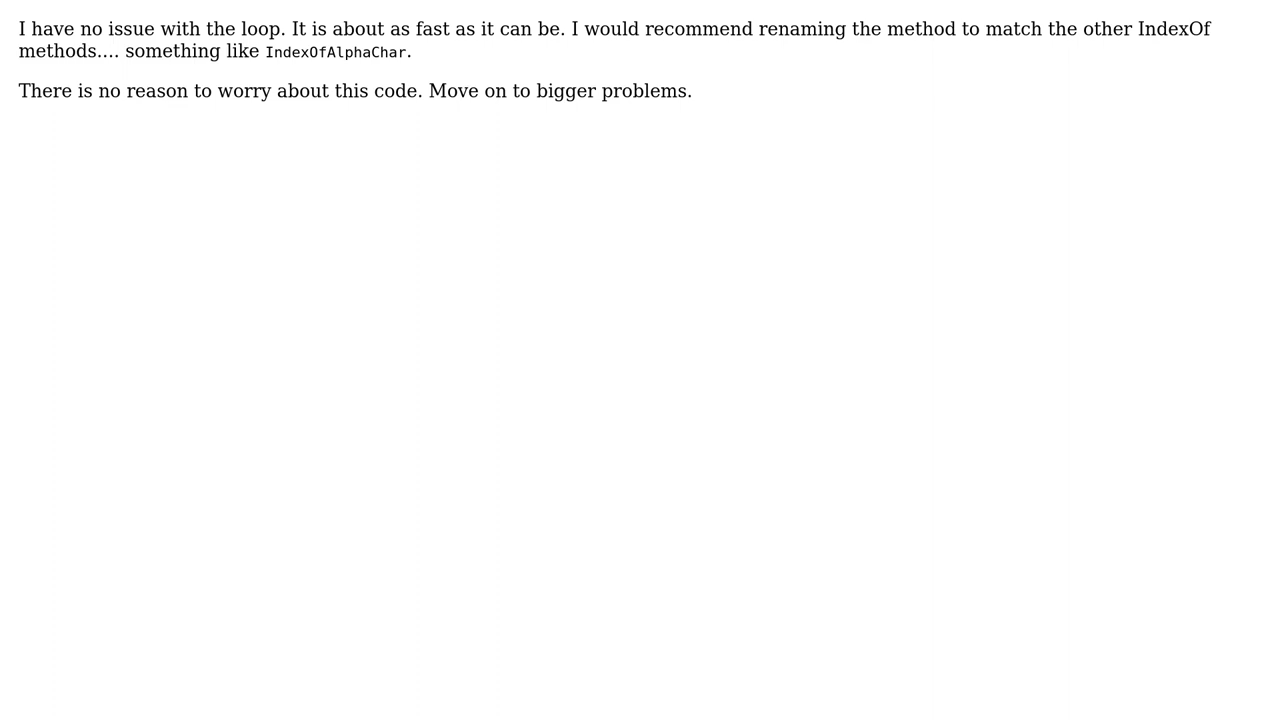 I have no issue with the loop. It is about as fast as it can be. I would recommend renaming the method to match the other IndexOf
methods.... something like IndexOfAlphaChar.
There is no reason to worry about this code. Move on to bigger problems.